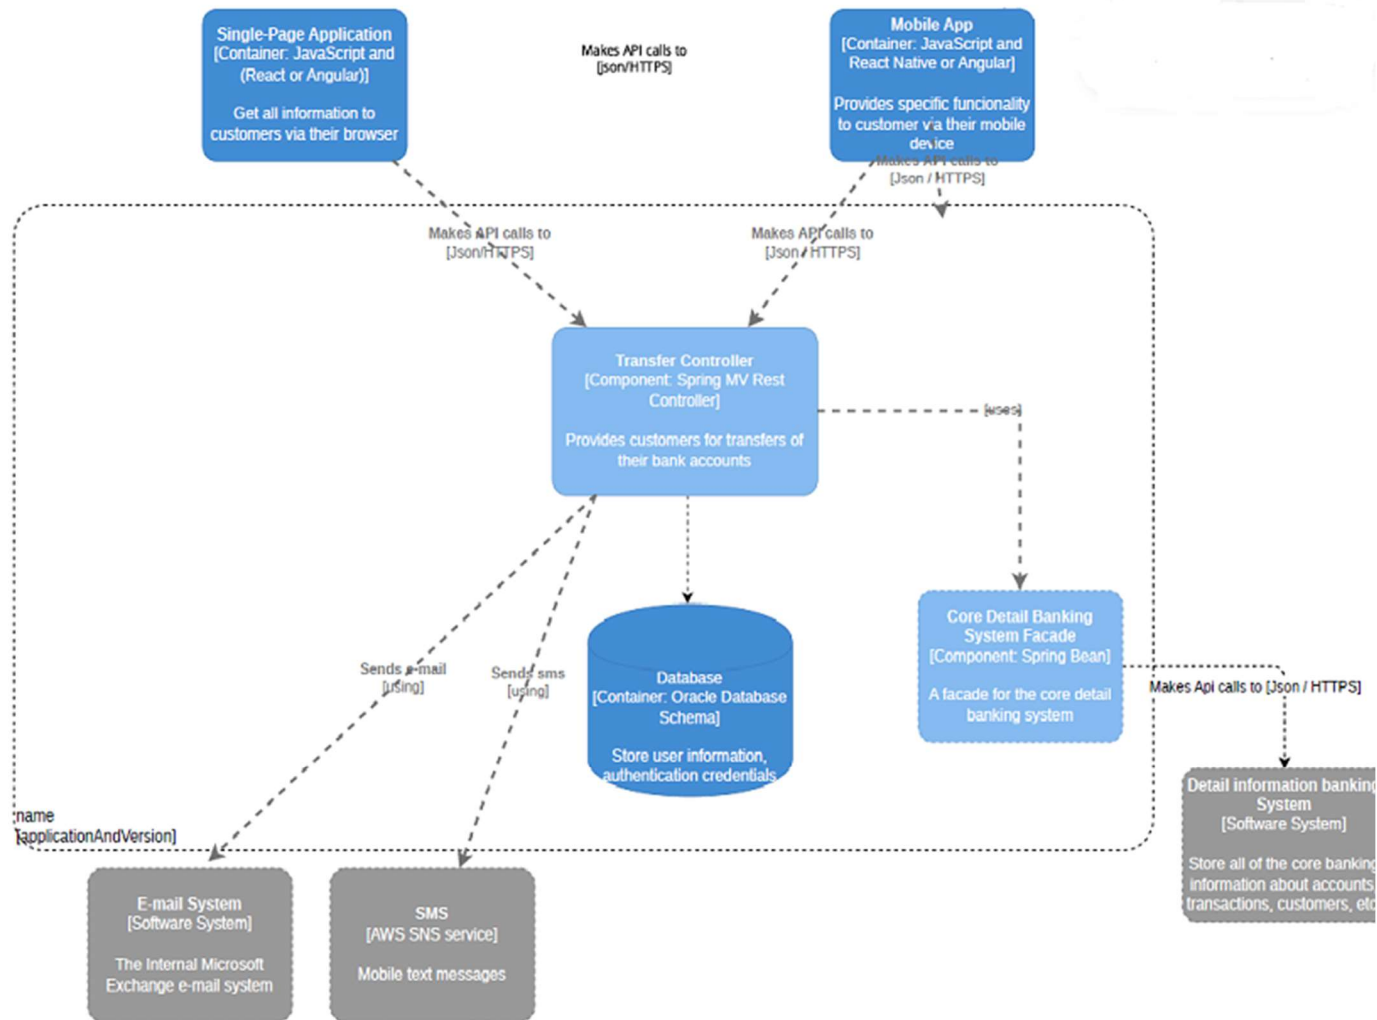 Single-Page Application
[Container: JavaScript and
(React or Angular)]
Get all information to
customers via their browser
Makes API calls to
[json/HTTPS]
Mobile App
[Container: JavaScript and
React Native or Angular]
Provides specific funcionality
to customer via their mobile
device
Makes API calls to
[Json / HTTPS]
Makes API calls to
[Json/HTTPS]
Makes API calls to
[Json / HTTPS]
Transfer Controller
[Component: Spring MV Rest
Controller]
Provides customers for transfers of
their bank accounts
[uses]
Core Detail Banking
System Facade
[Component: Spring Bean]
A facade for the core detail
banking system
Sends e-mail
[using]
Sends sms
[using]
Database
[Container: Oracle Database
Schema]
Store user information,
authentication credentials
Makes Api calls to [Json / HTTPS]
Detail information banking
System
[Software System]
Store all of the core banking
information about accounts,
transactions, customers, etc
name
[applicationAndVersion]
E-mail System
[Software System]
The Internal Microsoft
Exchange e-mail system
SMS
[AWS SNS service]
Mobile text messages